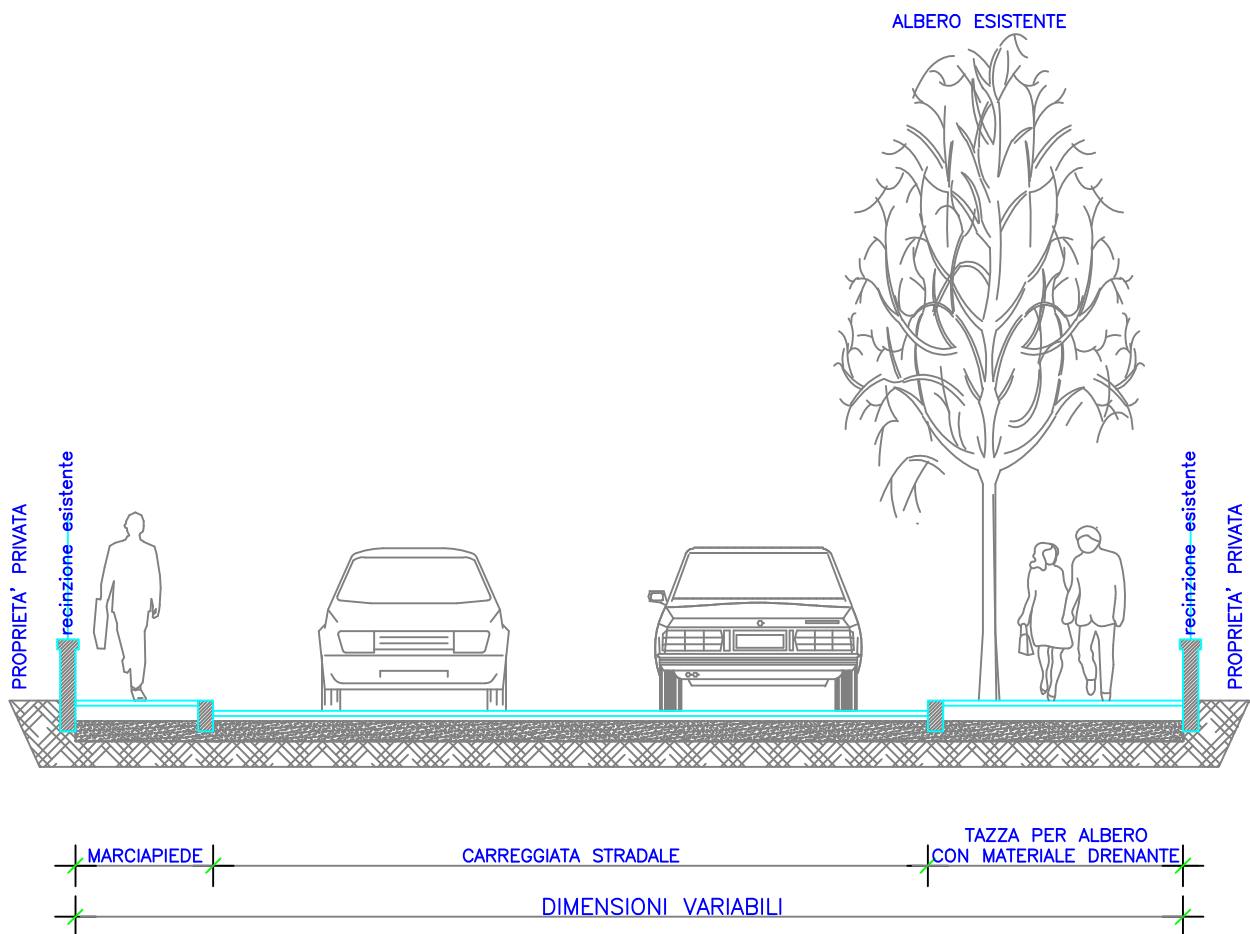 ALBERO ESISTENTE
PROPRIETA' PRIVATA
recinzione esistente
recinzione esistente
PROPRIETA' PRIVATA
MARCIAPIEDE
CARREGGIATA STRADALE
TAZZA PER ALBERO
CON MATERIALE DRENANTE
DIMENSIONI VARIABILI